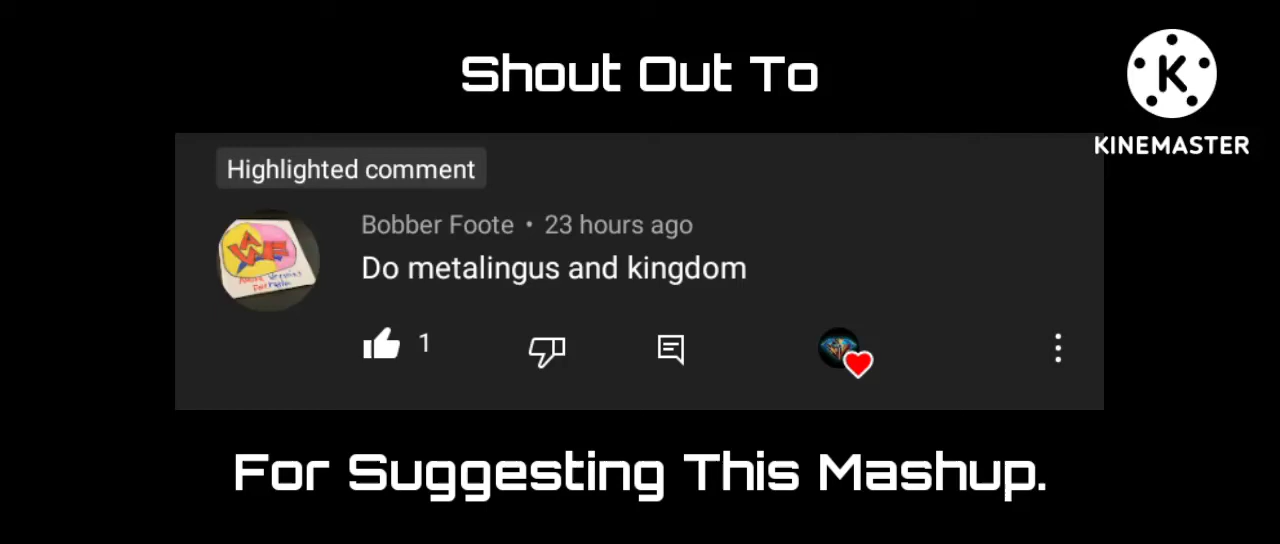 Shout Out To
K
KINEMASTER
Highlighted comment
Bobber Foote • 23 hours ago
Do metalingus and kingdom
1
For Suggesting This Mashup.